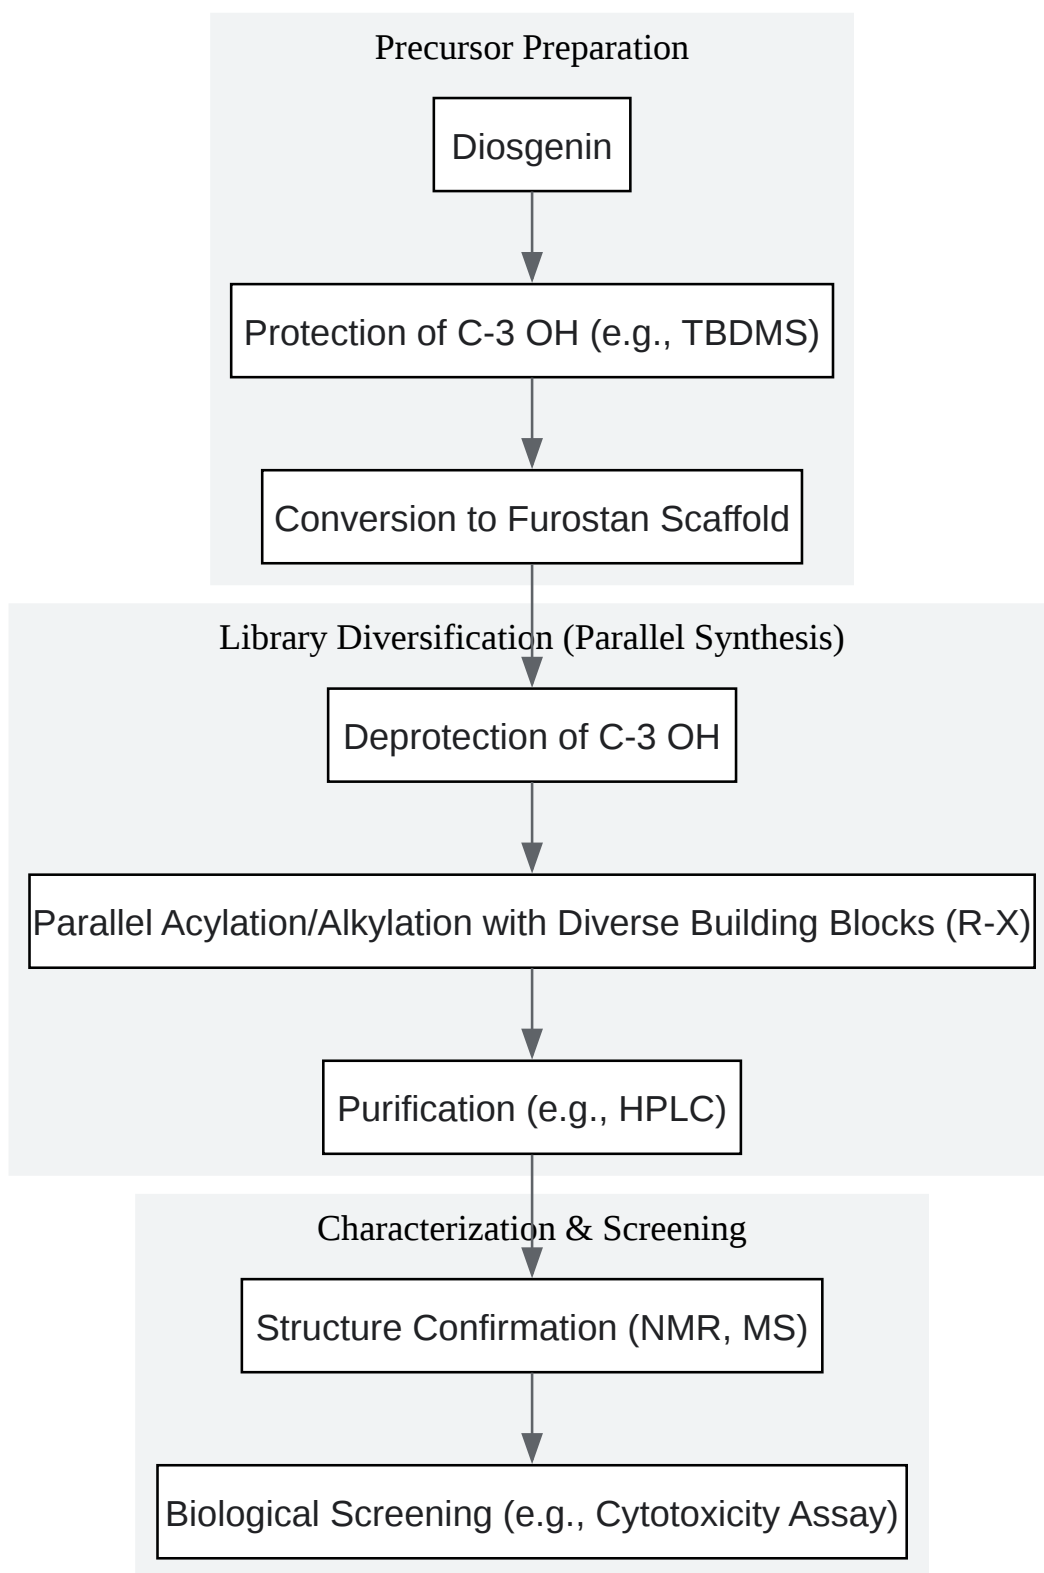 Precursor Preparation
Diosgenin
Protection of C-3 OH (e.g., TBDMS)
Conversion to Furostan Scaffold
Library Diversification (Parallel Synthesis)
Deprotection of C-3 OH
Parallel Acylation/Alkylation with Diverse Building Blocks (R-X)
Purification (e.g., HPLC)
Characterization & Screening
Structure Confirmation (NMR, MS)
Biological Screening (e.g., Cytotoxicity Assay)